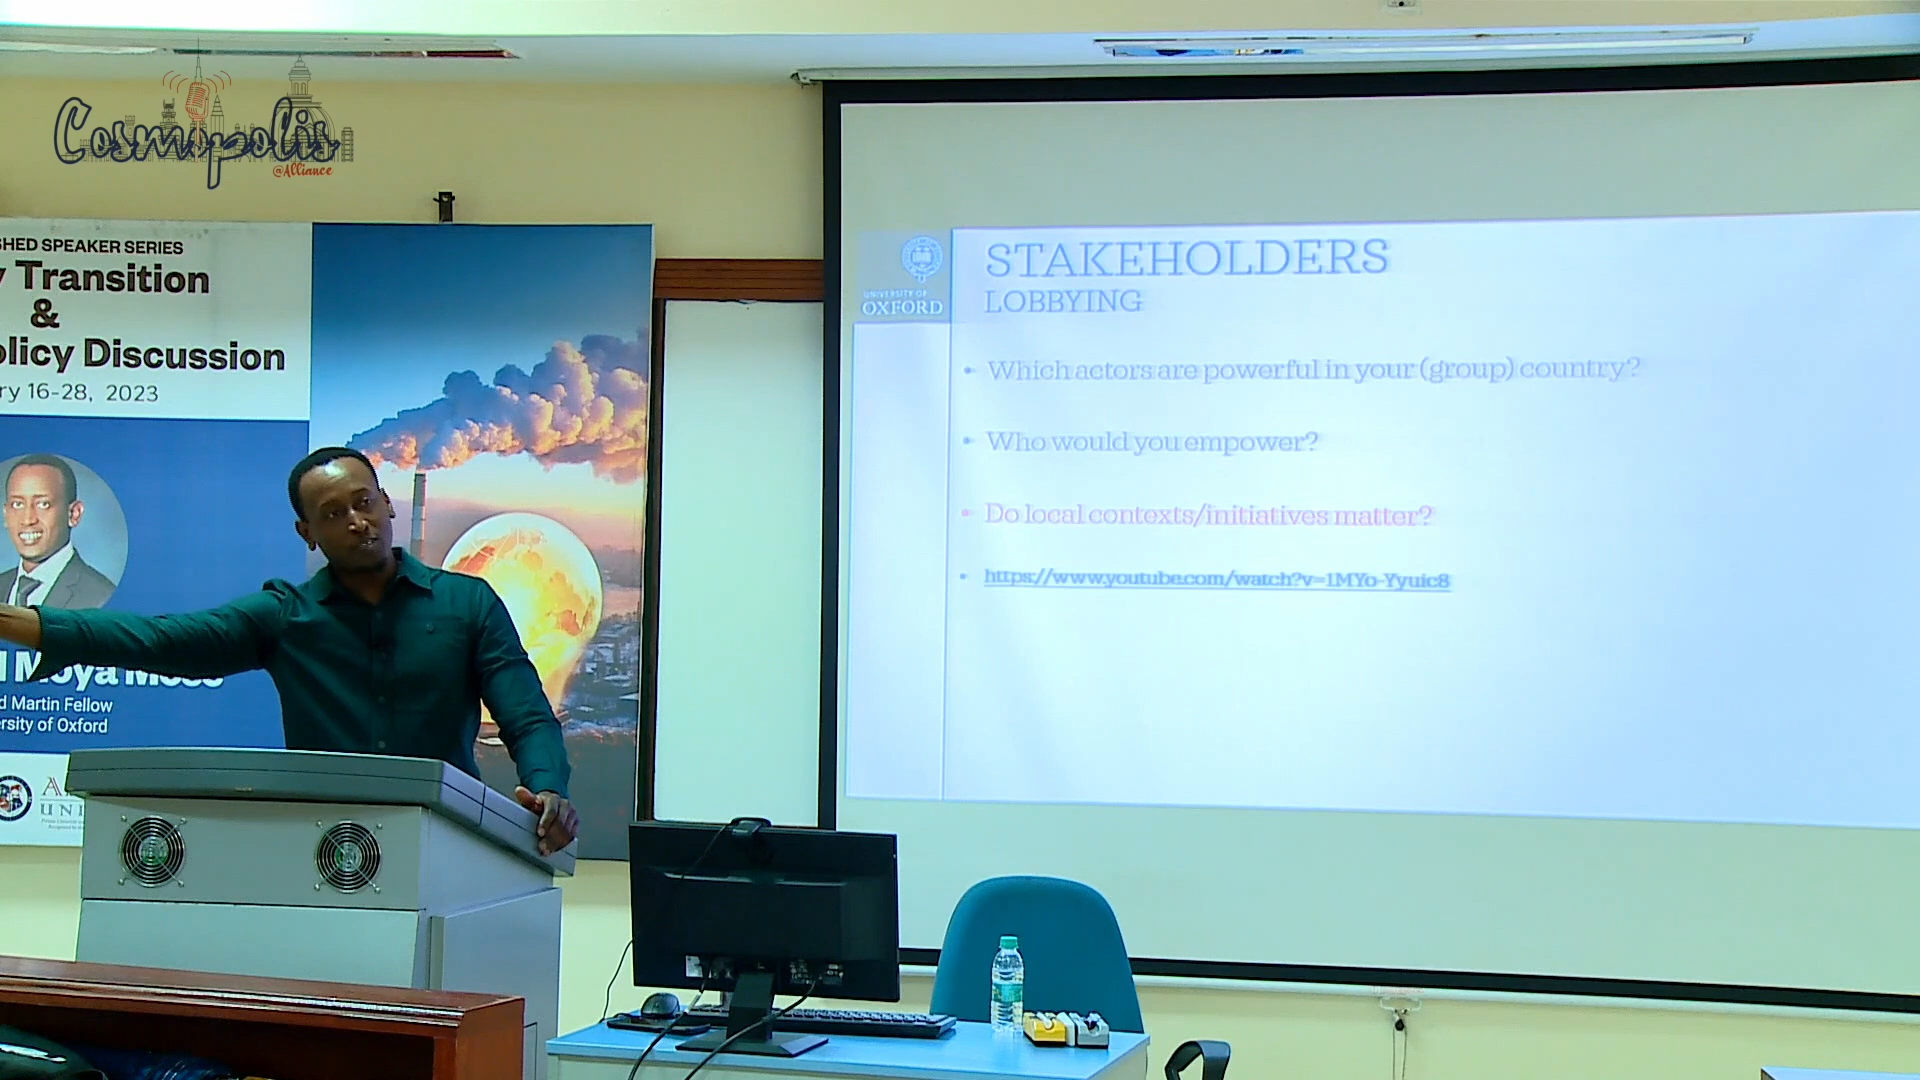 Cosmopolis
@Alliance
SHED SPEAKER SERIES
y Transition
&
olicy Discussion
ry 16-28, 2023
d Martin Fellow
rsity of Oxford
UNIVERSITY OF
OXFORD
STAKEHOLDERS
LOBBYING
• Which actors are powerful in your (group) country?
• Who would you empower?
• Do local contexts/initiatives matter?
• https://www.youtube.com/watch?v=1MYo-Yyuic8